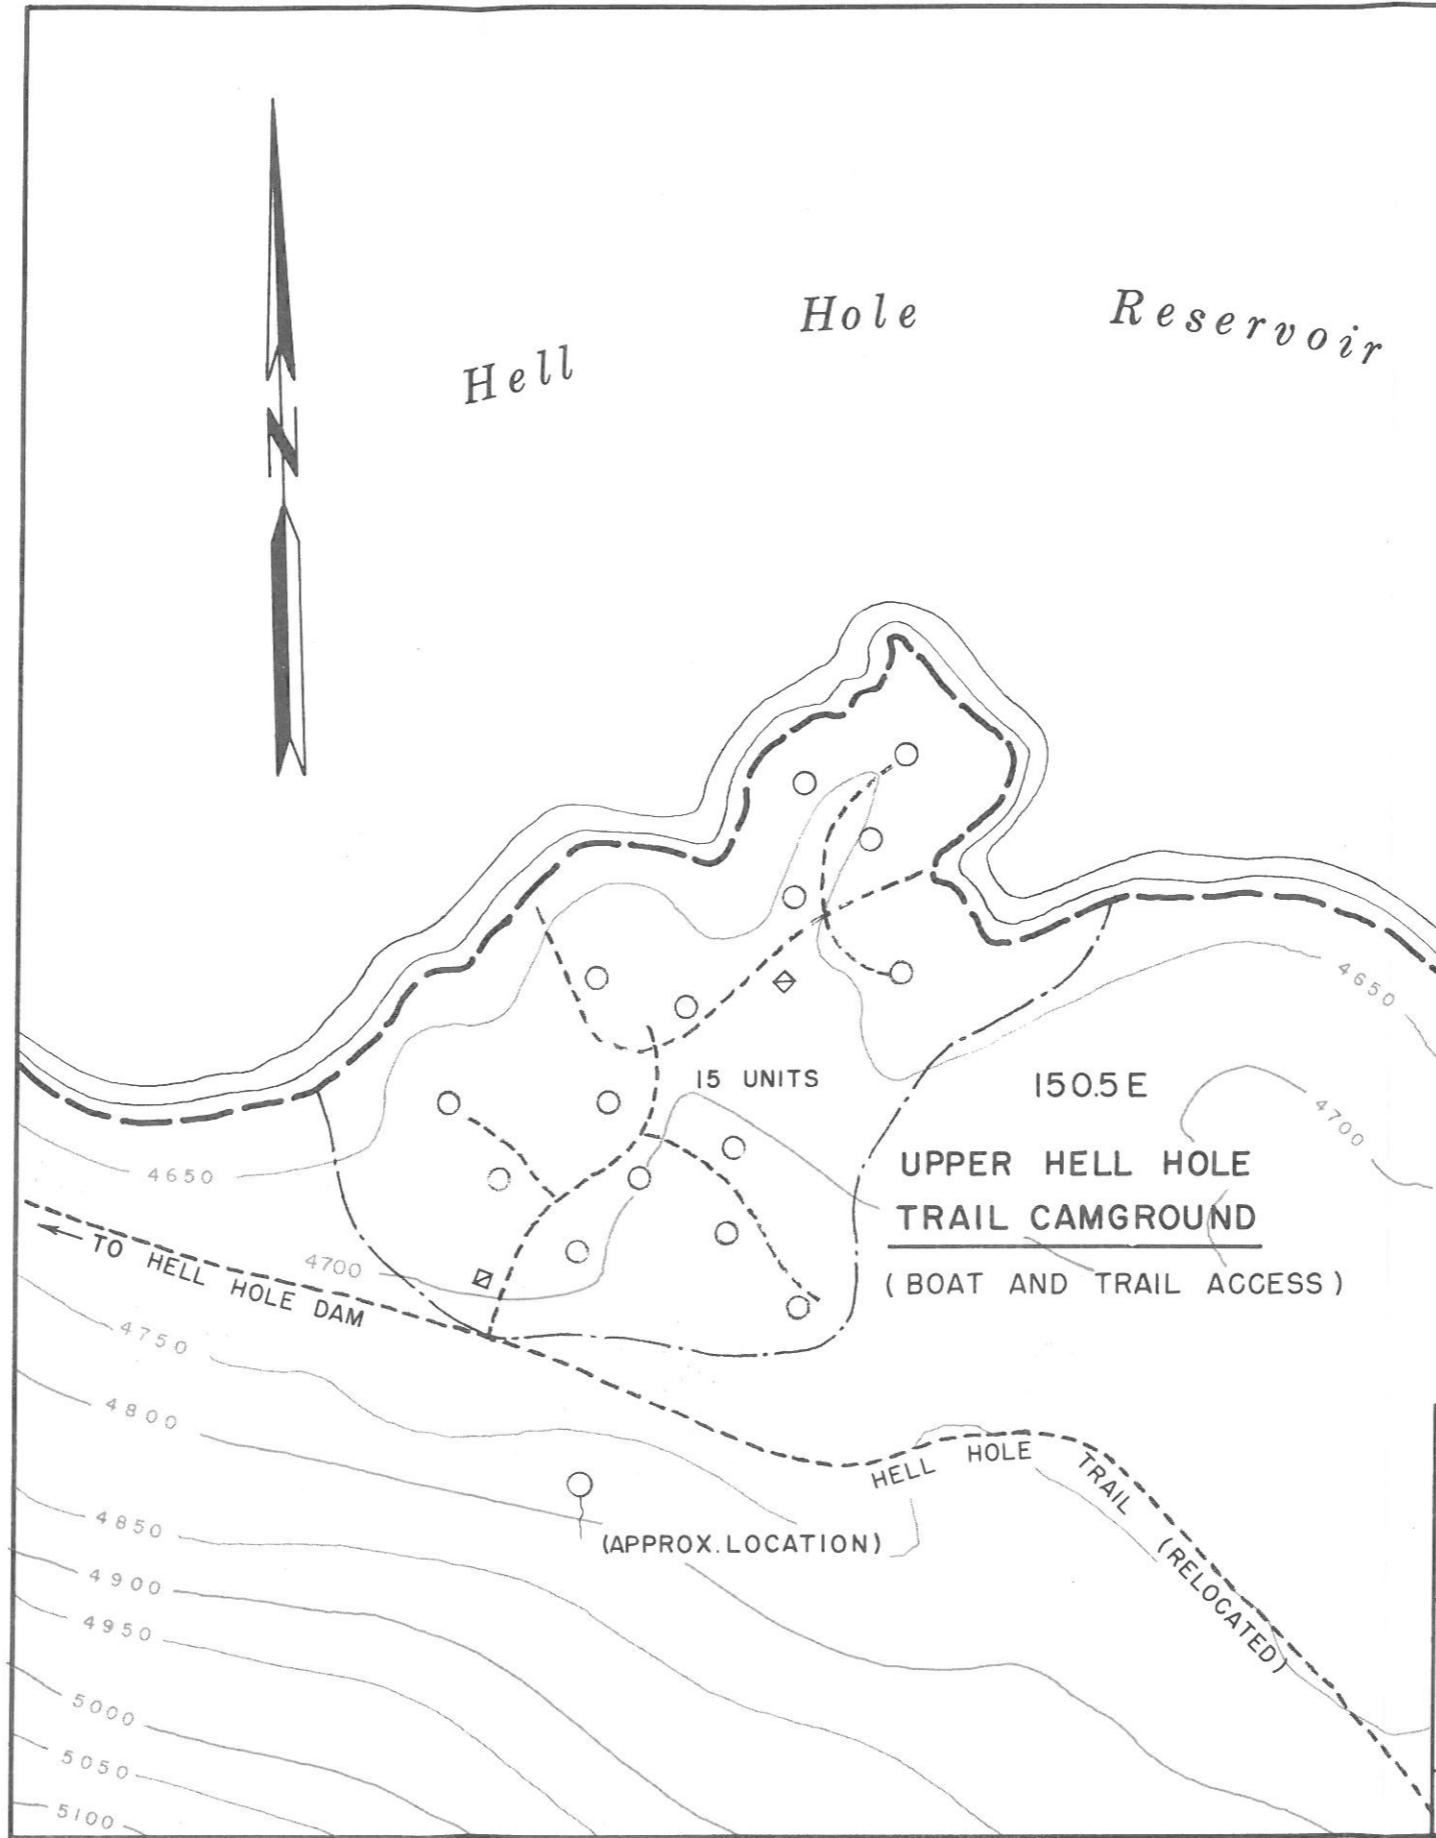 N
Hell Hole Reservoir
4650
15 UNITS
150.5 E
4700
UPPER HELL HOLE
TRAIL CAMGROUND
(BOAT AND TRAIL ACCESS)
4650
TO HELL HOLE DAM
4700
4750
4800
HELL HOLE TRAIL (RELOCATED)
4850
(APPROX. LOCATION)
4900
4950
5000
5050
5100